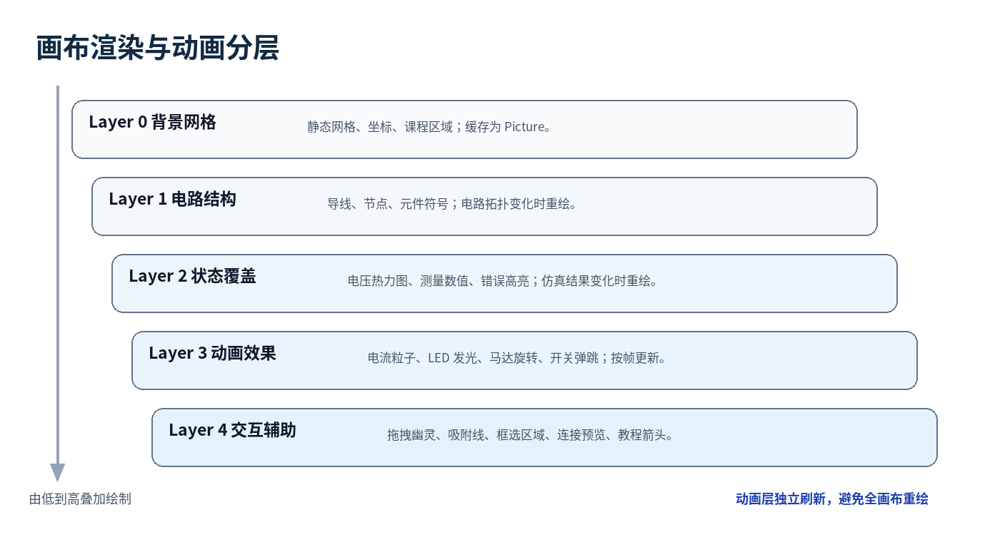 画布渲染与动画分层
Layer 0 背景网格
静态网格、坐标、课程区域；缓存为 Picture。
Layer 1 电路结构
导线、节点、元件符号；电路拓扑变化时重绘。
Layer 2 状态覆盖
电压热力图、测量数值、错误高亮；仿真结果变化时重绘。
Layer 3 动画效果
电流粒子、LED 发光、马达旋转、开关弹跳；按帧更新。
Layer 4 交互辅助
拖拽幽灵、吸附线、框选区域、连接预览、教程箭头。
由低到高叠加绘制
动画层独立刷新，避免全画布重绘